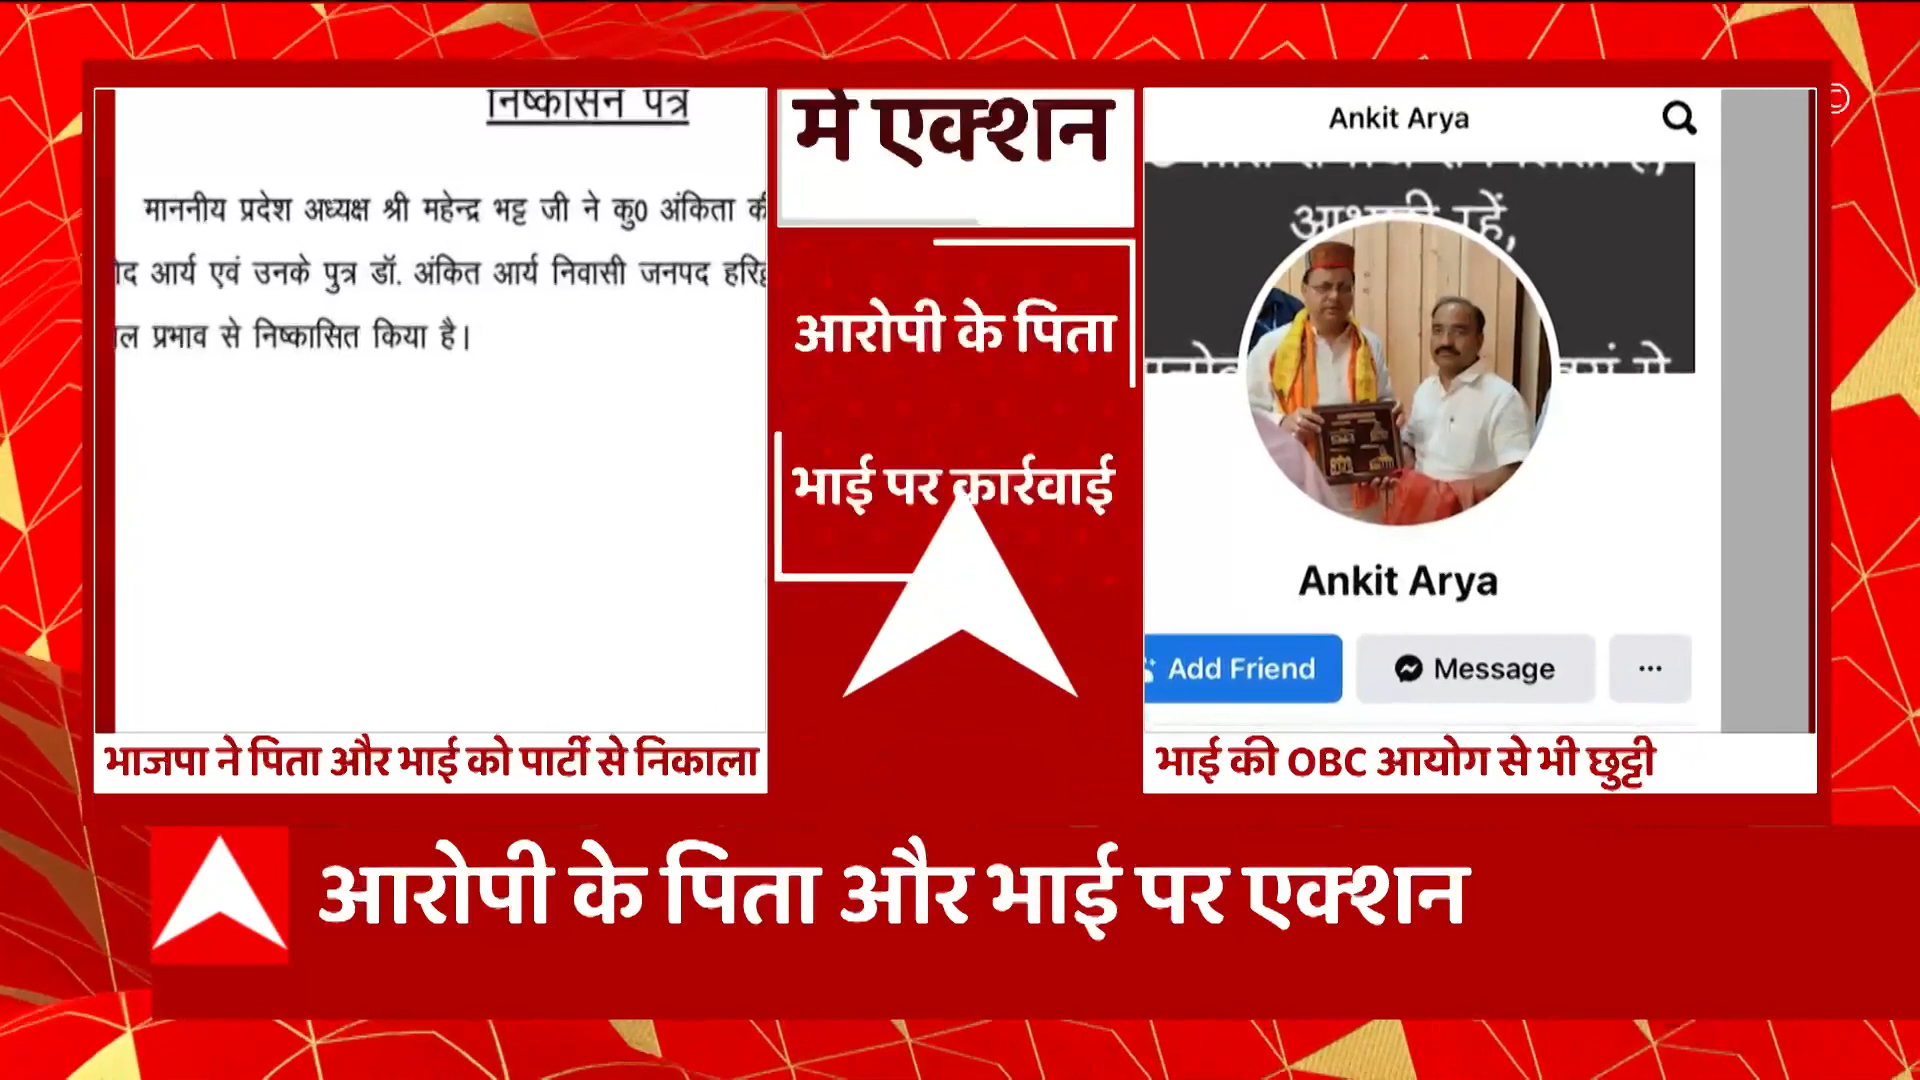 निष्कासन पत्र
माननीय प्रदेश अध्यक्ष श्री महेन्द्र भट्ट जी ने कु0 अंकिता की
आर्य एवं उनके पुत्र डॉ. अंकित आर्य निवासी जनपद
प्रभाव से निष्कासित किया है।
भाजपा ने पिता और भाई को पार्टी से निकाला
में एक्शन
आरोपी के पिता
भाई पर कार्रवाई
Ankit Arya
रहें,
Ankit Arya
Add Friend
Message
...
भाई की OBC आयोग से भी छुट्टी
आरोपी के पिता और भाई पर एक्शन